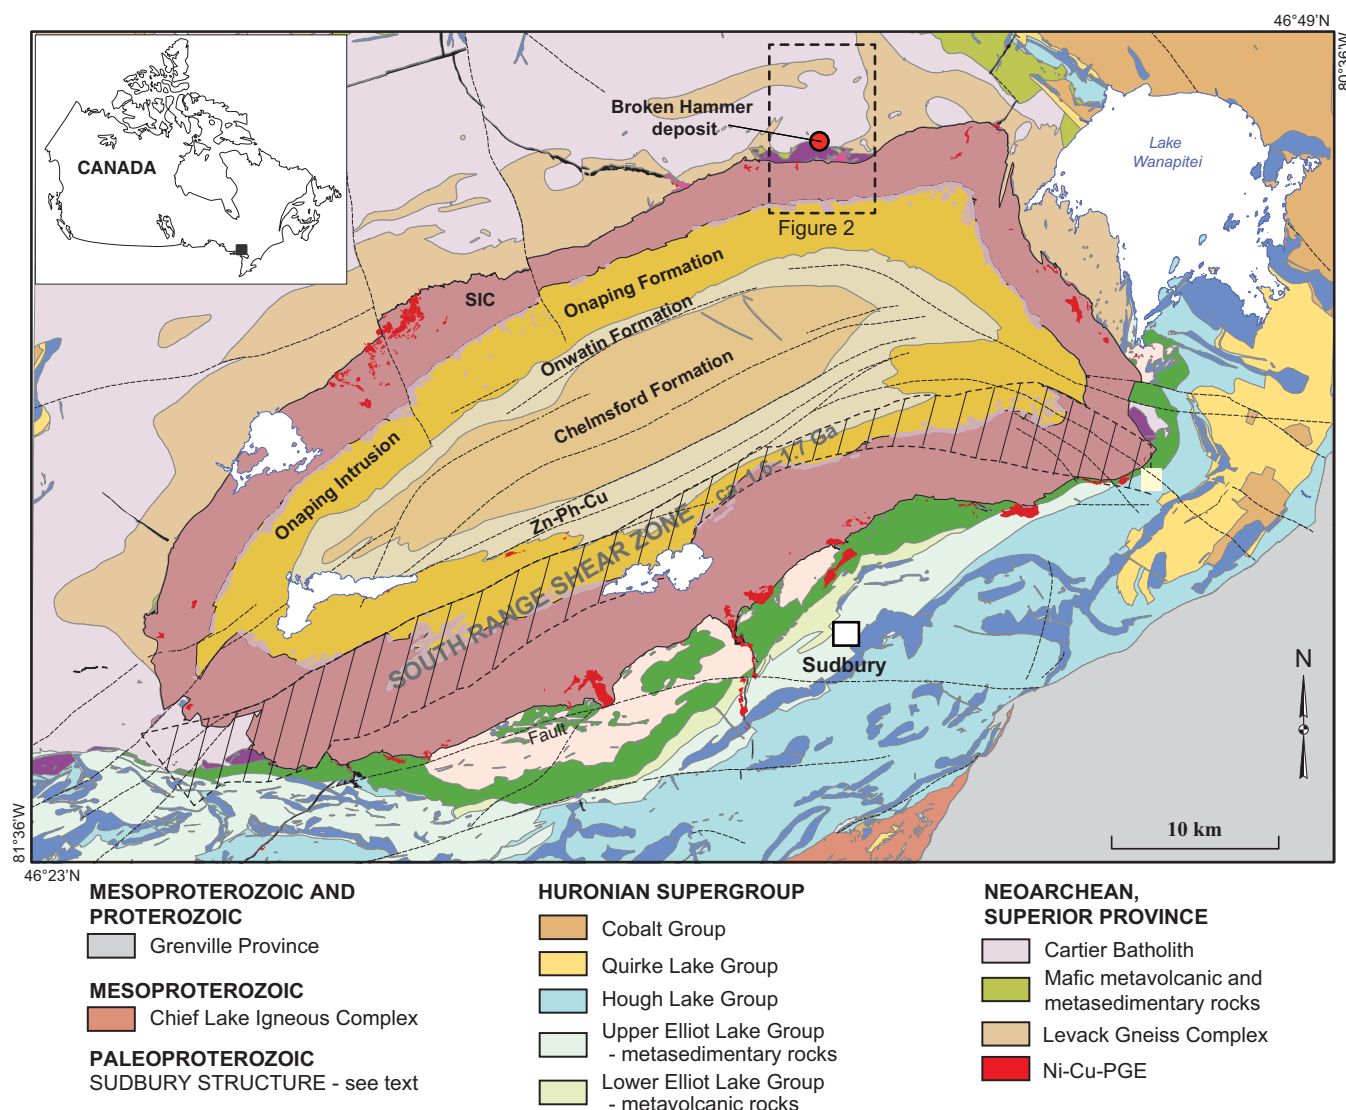 46°49'N
80°36'W
CANADA
Broken Hammer
deposit
Lake
Wanapitei
Figure 2
SIC
Onaping Formation
Onwatin Formation
Chelmsford Formation
Onaping Intrusion
Zn-Ph-Cu
SOUTH RANGE SHEAR ZONE ca. 1.6–1.7 Ga
Sudbury
Fault
N
10 km
81°36'W
46°23'N
MESOPROTEROZOIC AND
PROTEROZOIC
Grenville Province
MESOPROTEROZOIC
Chief Lake Igneous Complex
PALEOPROTEROZOIC
SUDBURY STRUCTURE - see text
HURONIAN SUPERGROUP
Cobalt Group
Quirke Lake Group
Hough Lake Group
Upper Elliot Lake Group
- metasedimentary rocks
Lower Elliot Lake Group
- metavolcanic rocks
NEOARCHEAN,
SUPERIOR PROVINCE
Cartier Batholith
Mafic metavolcanic and
metasedimentary rocks
Levack Gneiss Complex
Ni-Cu-PGE